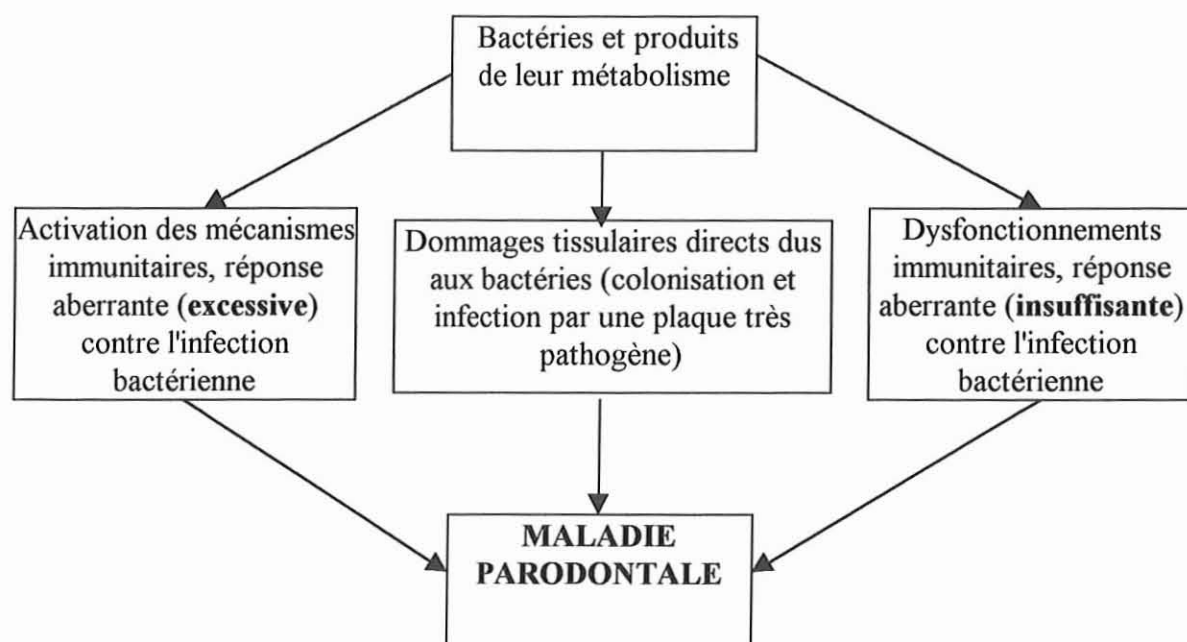 Bactéries et produits
de leur métabolisme
Activation des mécanismes
immunitaires, réponse
aberrante (excessive)
contre l'infection
bactérienne
Dommages tissulaires directs dus
aux bactéries (colonisation et
infection par une plaque très
pathogène)
Dysfonctionnements
immunitaires, réponse
aberrante (insuffisante)
contre l'infection
bactérienne
MALADIE
PARODONTALE